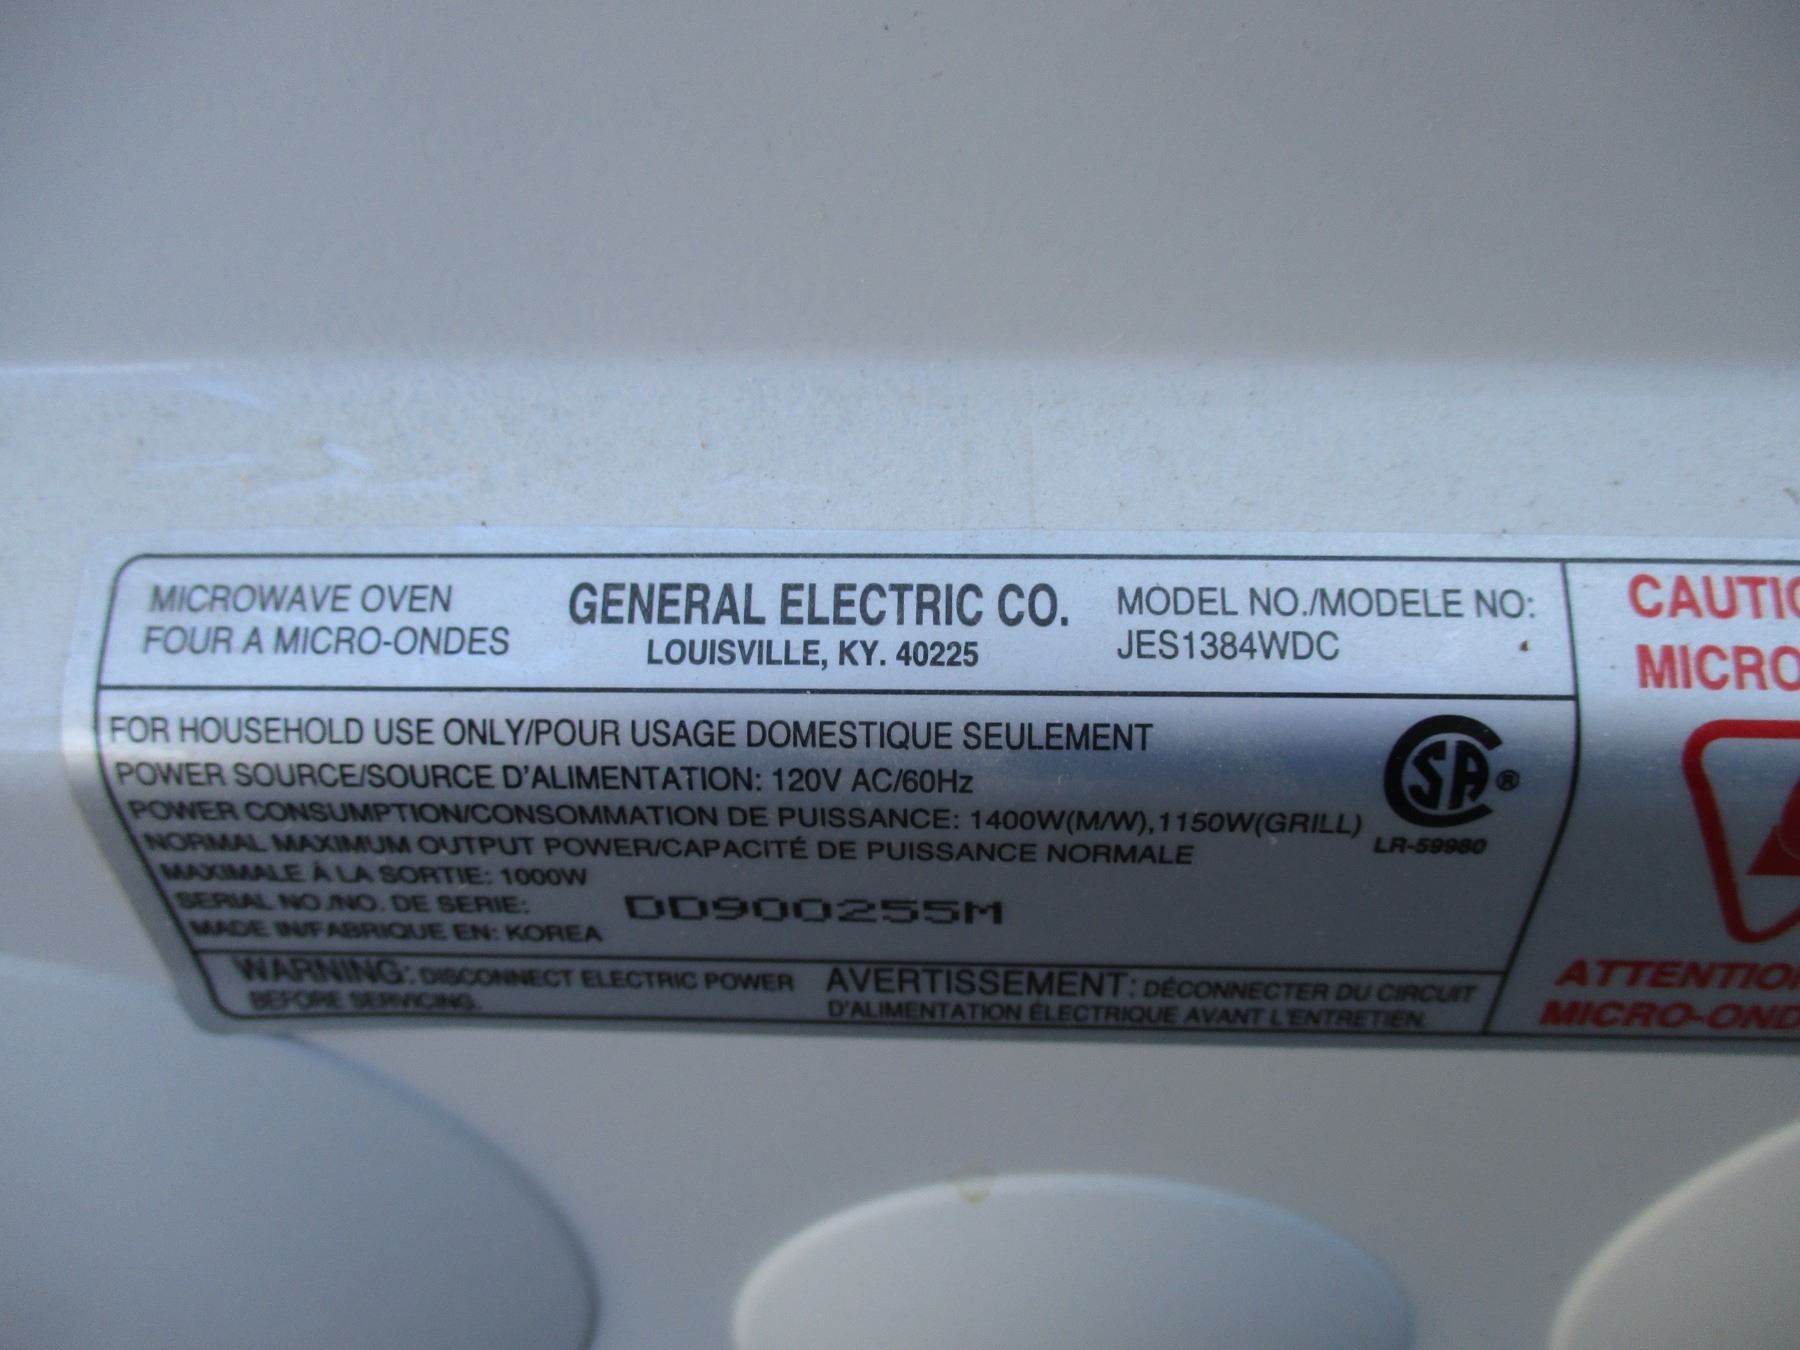 MICROWAVE OVEN
FOUR A MICRO-ONDES
GENERAL ELECTRIC CO.
LOUISVILLE, KY. 40225
MODEL NO./MODELE NO:
JES1384WDC
FOR HOUSEHOLD USE ONLY/POUR USAGE DOMESTIQUE SEULEMENT
POWER SOURCE/SOURCE D'ALIMENTATION: 120V AC/60Hz
POWER CONSUMPTION/CONSOMMATION DE PUISSANCE: 1400W(M/W),1150W(GRILL)
NORMAL MAXIMUM OUTPUT POWER/CAPACITÉ DE PUISSANCE NORMALE
MAXIMALE À LA SORTIE: 1000W
SERIAL NO./NO. DE SERIE: DD900255M
MADE IN/FABRIQUE EN: KOREA
SA ®
LR-59980
WARNING: DISCONNECT ELECTRIC POWER
BEFORE SERVICING.
AVERTISSEMENT: DÉCONNECTER DU CIRCUIT
D'ALIMENTATION ÉLECTRIQUE AVANT L'ENTRETIEN.
CAUTIO
MICRO
ATTENTIO
MICRO-OND